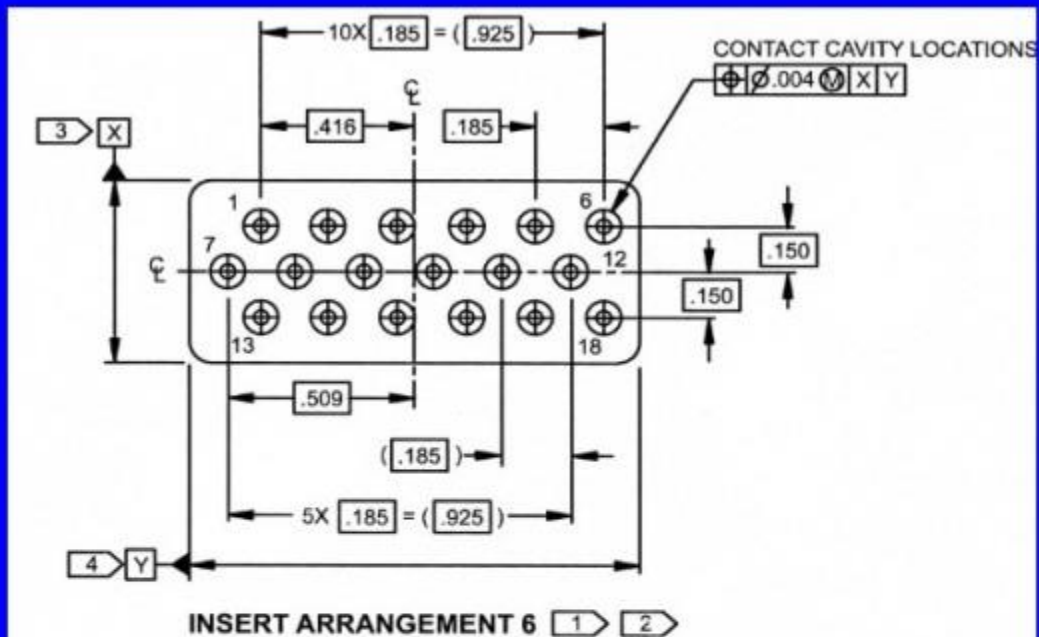 10X .185 = ( .925 )
CONTACT CAVITY LOCATIONS
⌖ ⌀.004 Ⓜ X Y
℄
.416 .185
3 X
1 6
.150
7 12
℄
.150
13 18
.509
( .185 )
5X .185 = ( .925 )
4 Y
INSERT ARRANGEMENT 6 1 2